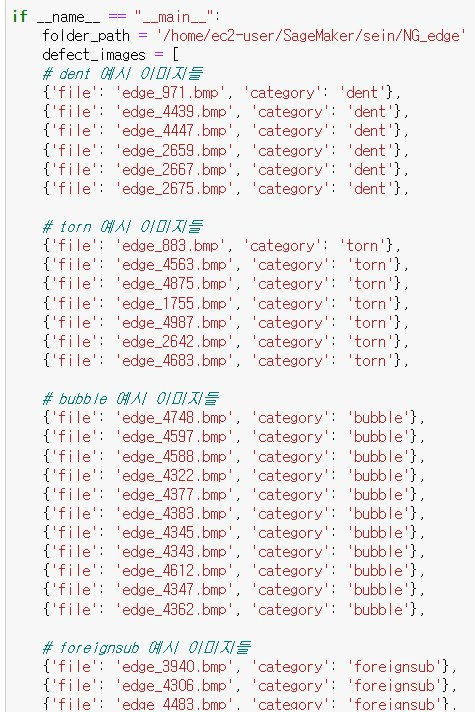 if __name__ == "__main__":
folder_path = '/home/ec2-user/SageMaker/sein/NG_edge'
defect_images = [
# dent 예시 이미지들
{'file': 'edge_971.bmp', 'category': 'dent'},
{'file': 'edge_4439.bmp', 'category': 'dent'},
{'file': 'edge_4447.bmp', 'category': 'dent'},
{'file': 'edge_2659.bmp', 'category': 'dent'},
{'file': 'edge_2667.bmp', 'category': 'dent'},
{'file': 'edge_2675.bmp', 'category': 'dent'},
# torn 예시 이미지들
{'file': 'edge_883.bmp', 'category': 'torn'},
{'file': 'edge_4563.bmp', 'category': 'torn'},
{'file': 'edge_4875.bmp', 'category': 'torn'},
{'file': 'edge_1755.bmp', 'category': 'torn'},
{'file': 'edge_4987.bmp', 'category': 'torn'},
{'file': 'edge_2642.bmp', 'category': 'torn'},
{'file': 'edge_4683.bmp', 'category': 'torn'},
# bubble 예시 이미지들
{'file': 'edge_4748.bmp', 'category': 'bubble'},
{'file': 'edge_4597.bmp', 'category': 'bubble'},
{'file': 'edge_4588.bmp', 'category': 'bubble'},
{'file': 'edge_4322.bmp', 'category': 'bubble'},
{'file': 'edge_4377.bmp', 'category': 'bubble'},
{'file': 'edge_4383.bmp', 'category': 'bubble'},
{'file': 'edge_4345.bmp', 'category': 'bubble'},
{'file': 'edge_4343.bmp', 'category': 'bubble'},
{'file': 'edge_4612.bmp', 'category': 'bubble'},
{'file': 'edge_4347.bmp', 'category': 'bubble'},
{'file': 'edge_4362.bmp', 'category': 'bubble'},
# foreignsub 예시 이미지들
{'file': 'edge_3940.bmp', 'category': 'foreignsub'},
{'file': 'edge_4306.bmp', 'category': 'foreignsub'},
{'file': 'edge_4483.bmp', 'category': 'foreignsub'},